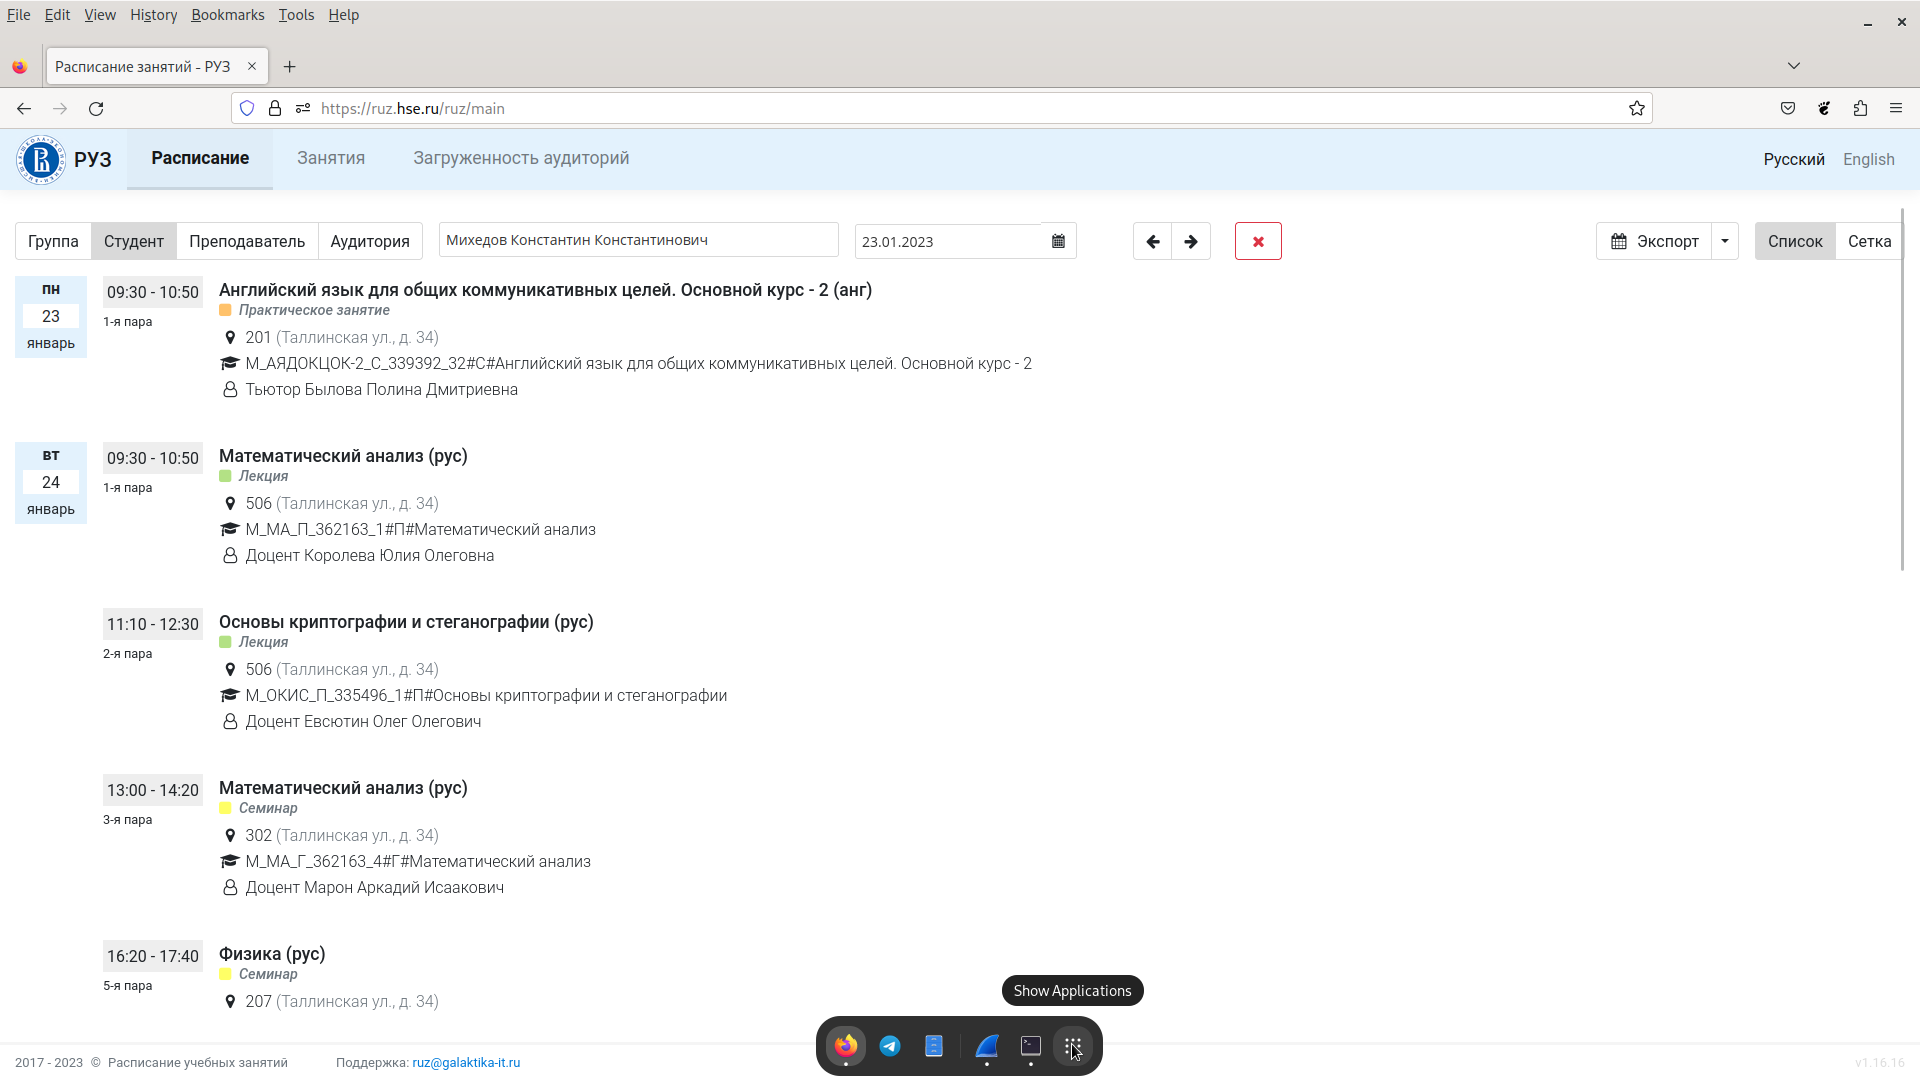 File Edit View History Bookmarks Tools Help
Расписание занятий - РУЗ
https://ruz.hse.ru/ruz/main
РУЗ Расписание Занятия Загруженность аудиторий Русский English
Группа Студент Преподаватель Аудитория Михедов Константин Константинович 23.01.2023 Экспорт Список Сетка
пн
23
январь
09:30 - 10:50
1-я пара
Английский язык для общих коммуникативных целей. Основной курс - 2 (анг)
Практическое занятие
201 (Таллинская ул., д. 34)
М_АЯДОКЦОК-2_С_339392_32#С#Английский язык для общих коммуникативных целей. Основной курс - 2
Тьютор Былова Полина Дмитриевна
вт
24
январь
09:30 - 10:50
1-я пара
Математический анализ (рус)
Лекция
506 (Таллинская ул., д. 34)
М_МА_П_362163_1#П#Математический анализ
Доцент Королева Юлия Олеговна
11:10 - 12:30
2-я пара
Основы криптографии и стеганографии (рус)
Лекция
506 (Таллинская ул., д. 34)
М_ОКИС_П_335496_1#П#Основы криптографии и стеганографии
Доцент Евсютин Олег Олегович
13:00 - 14:20
3-я пара
Математический анализ (рус)
Семинар
302 (Таллинская ул., д. 34)
М_МА_Г_362163_4#Г#Математический анализ
Доцент Марон Аркадий Исаакович
16:20 - 17:40
5-я пара
Физика (рус)
Семинар
207 (Таллинская ул., д. 34)
Show Applications
2017 - 2023 © Расписание учебных занятий Поддержка: ruz@galaktika-it.ru v1.16.16